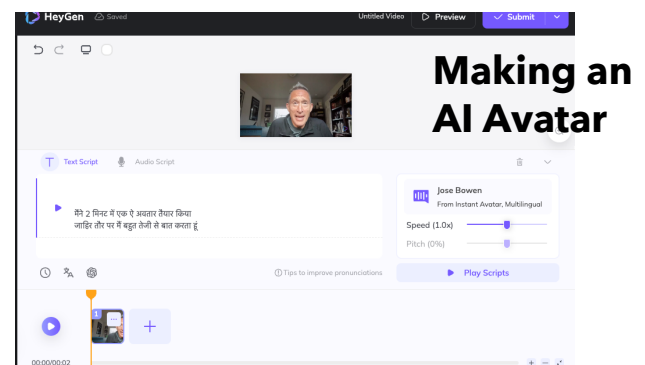 HeyGen Saved Untitled Video Preview Submit
Making an
AI Avatar
Text Script Audio Script
Jose Bowen
From Instant Avatar, Multilingual
मैंने 2 मिनट में एक ऐ अवतार तैयार किया
जाहिर तौर पर मैं बहुत तेजी से बात करता हूं
Speed (1.0x)
Pitch (0%)
Tips to improve pronunciations Play Scripts
1
00:00/00:02